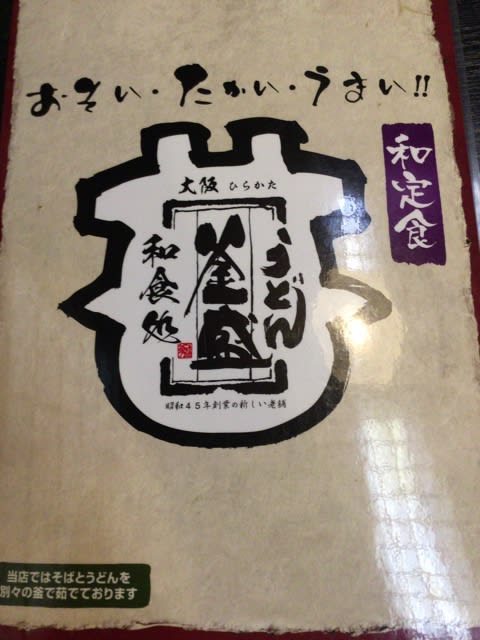 おそい・たかい・うまい!!
和定食
大阪 ひらかた
うどん
釜盛
和食処
昭和45年創業の新しい老舗
当店ではそばとうどんを
別々の釜で茹でております